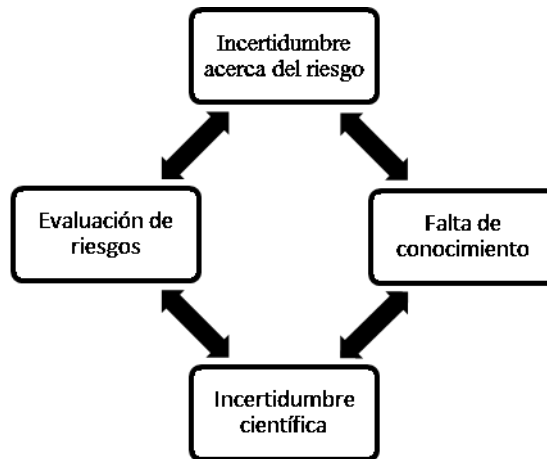 Incertidumbre
acerca del riesgo
Evaluación de
riesgos
Falta de
conocimiento
Incertidumbre
científica